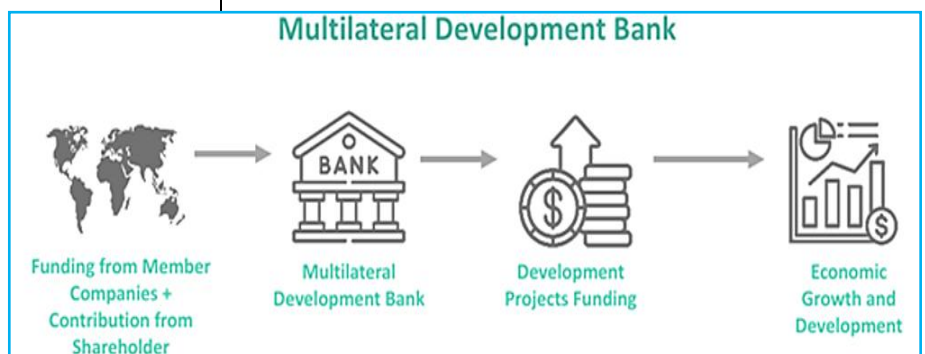 Multilateral Development Bank
BANK
$
$
Funding from Member
Companies +
Contribution from
Shareholder
Multilateral
Development Bank
Development
Projects Funding
Economic
Growth and
Development